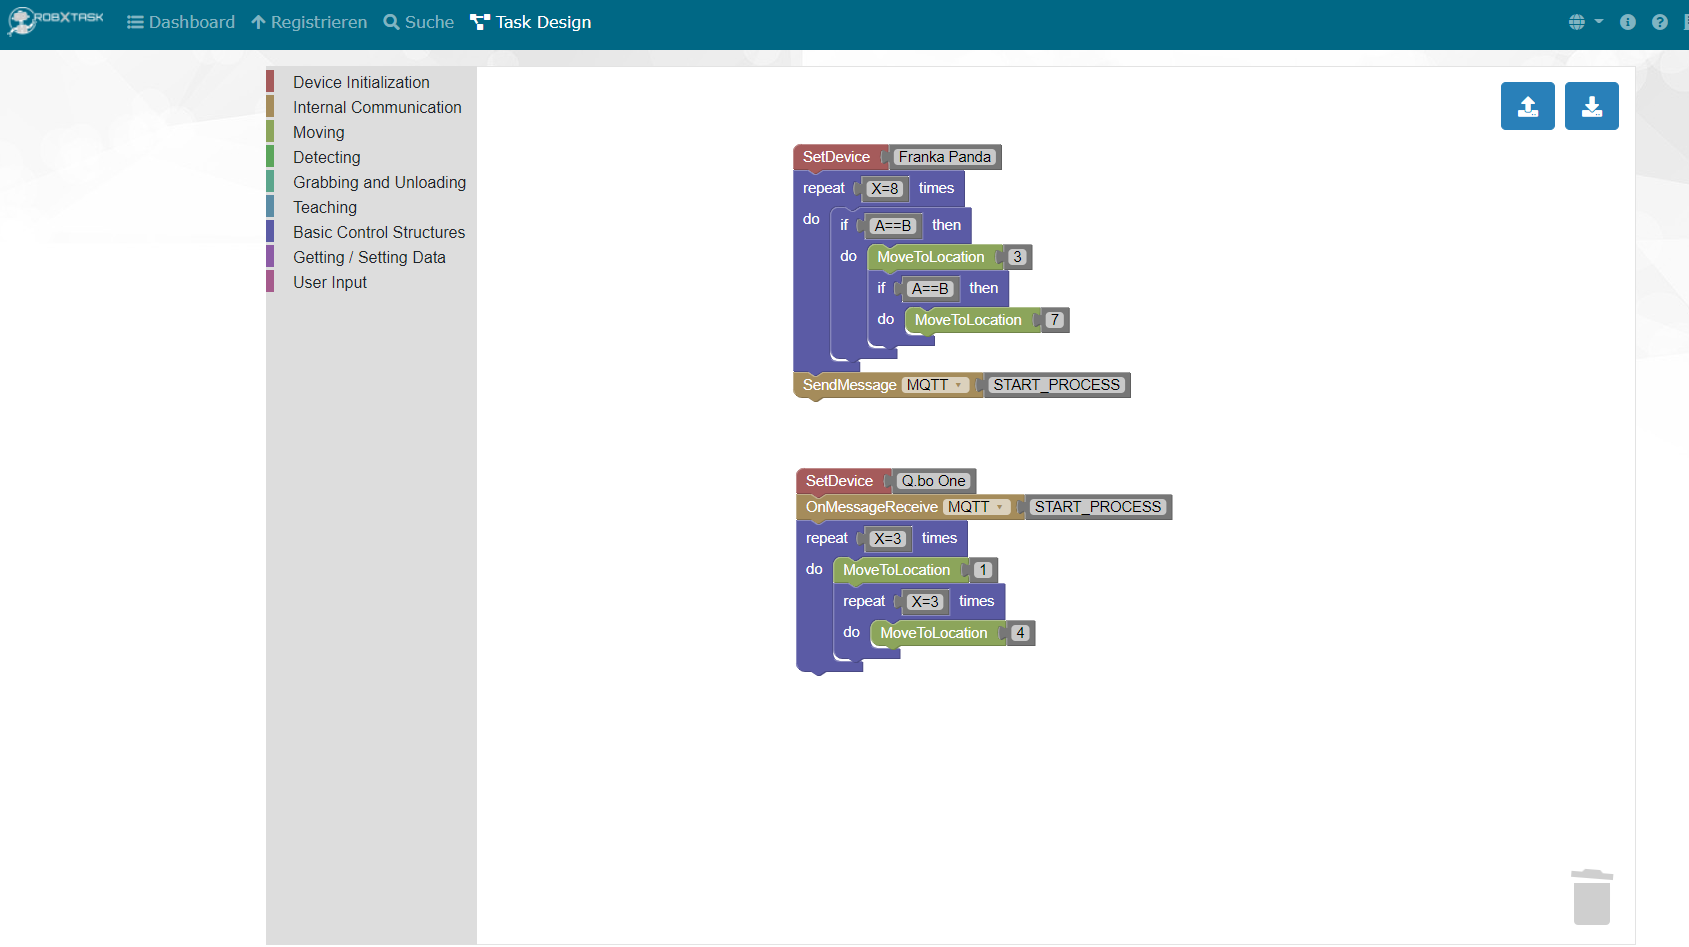 ROBXTASK Dashboard Registrieren Suche Task Design
Device Initialization
Internal Communication
Moving
Detecting
Grabbing and Unloading
Teaching
Basic Control Structures
Getting / Setting Data
User Input
SetDevice Franka Panda
repeat X=8 times
do if A==B then
do MoveToLocation 3
if A==B then
do MoveToLocation 7
SendMessage MQTT START_PROCESS
SetDevice Q.bo One
OnMessageReceive MQTT START_PROCESS
repeat X=3 times
do MoveToLocation 1
repeat X=3 times
do MoveToLocation 4